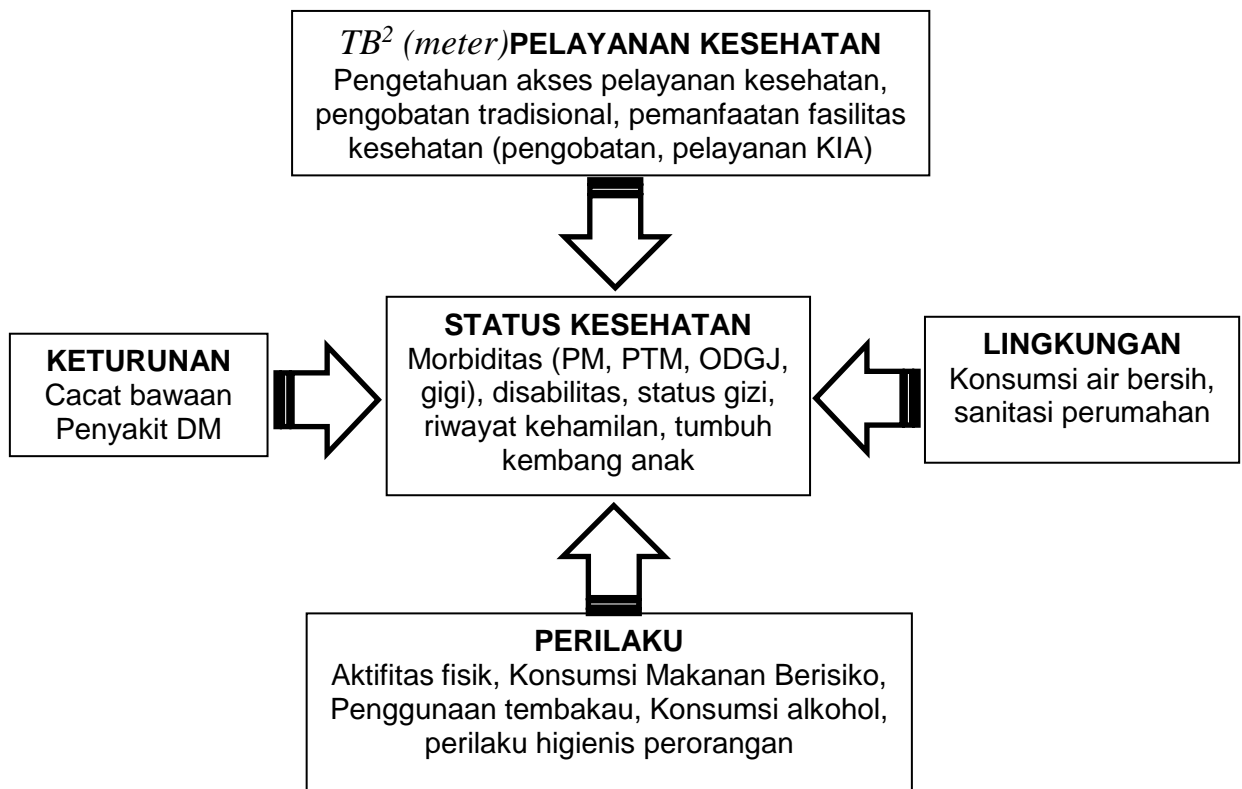 TB² (meter)PELAYANAN KESEHATAN
Pengetahuan akses pelayanan kesehatan,
pengobatan tradisional, pemanfaatan fasilitas
kesehatan (pengobatan, pelayanan KIA)
KETURUNAN
Cacat bawaan
Penyakit DM
STATUS KESEHATAN
Morbiditas (PM, PTM, ODGJ,
gigi), disabilitas, status gizi,
riwayat kehamilan, tumbuh
kembang anak
LINGKUNGAN
Konsumsi air bersih,
sanitasi perumahan
PERILAKU
Aktifitas fisik, Konsumsi Makanan Berisiko,
Penggunaan tembakau, Konsumsi alkohol,
perilaku higienis perorangan